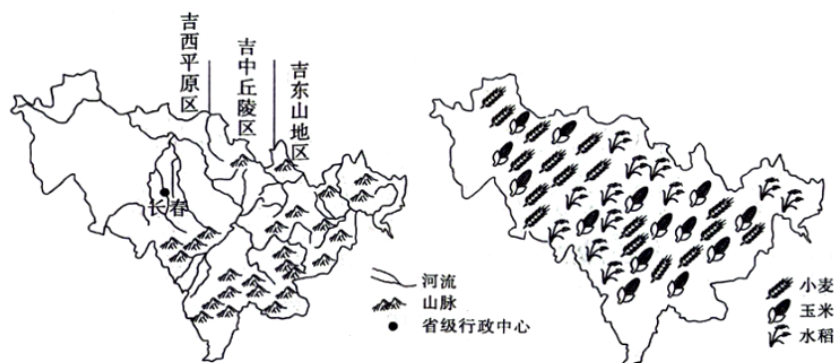 吉西平原区
吉中丘陵区
吉东山地区
长春
河流
山脉
省级行政中心
小麦
玉米
水稻